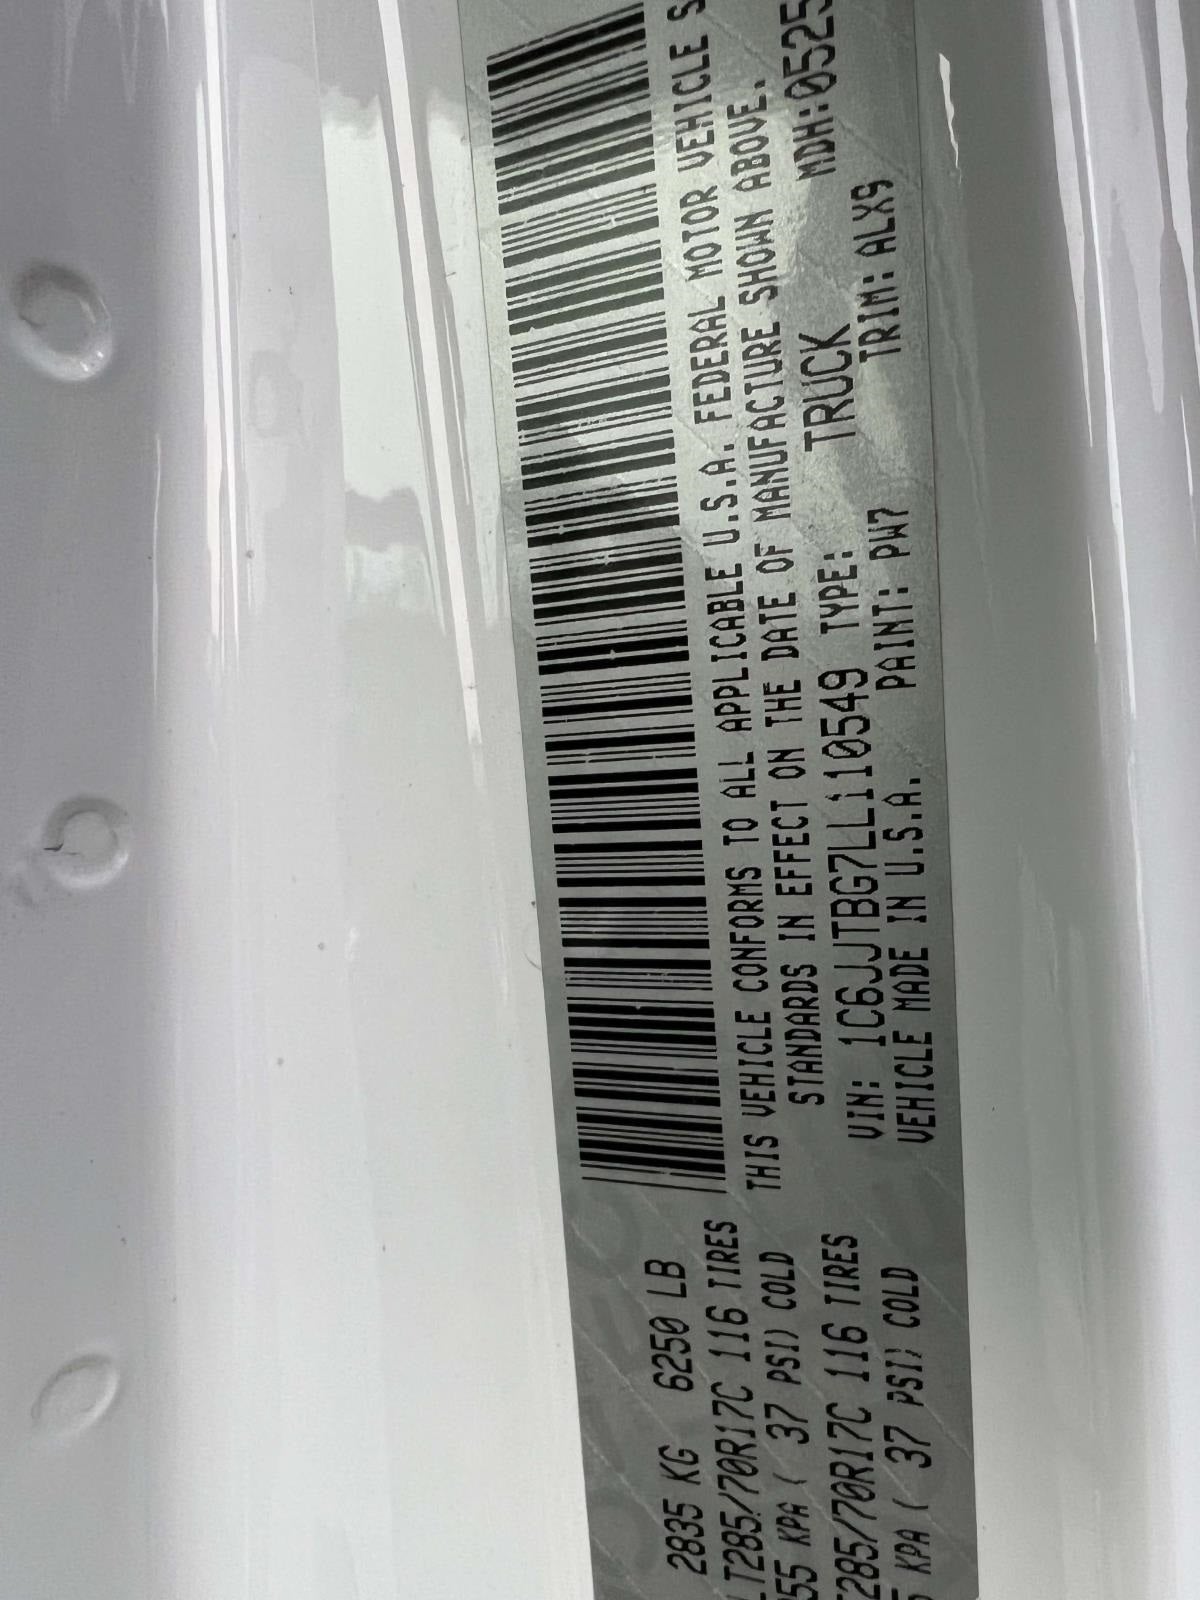 2835 KG 6250 LB
LT285/70R17C 116 TIRES
255 KPA ( 37 PSI) COLD
T285/70R17C 116 TIRES
KPA ( 37 PSI) COLD
THIS VEHICLE CONFORMS TO ALL APPLICABLE U.S.A. FEDERAL MOTOR VEHICLE S
STANDARDS IN EFFECT ON THE DATE OF MANUFACTURE SHOWN ABOVE.
VIN: 1C6JJTBG7LL110549 TYPE: TRUCK MDH:0525
VEHICLE MADE IN U.S.A. PAINT: PW7 TRIM: ALX9